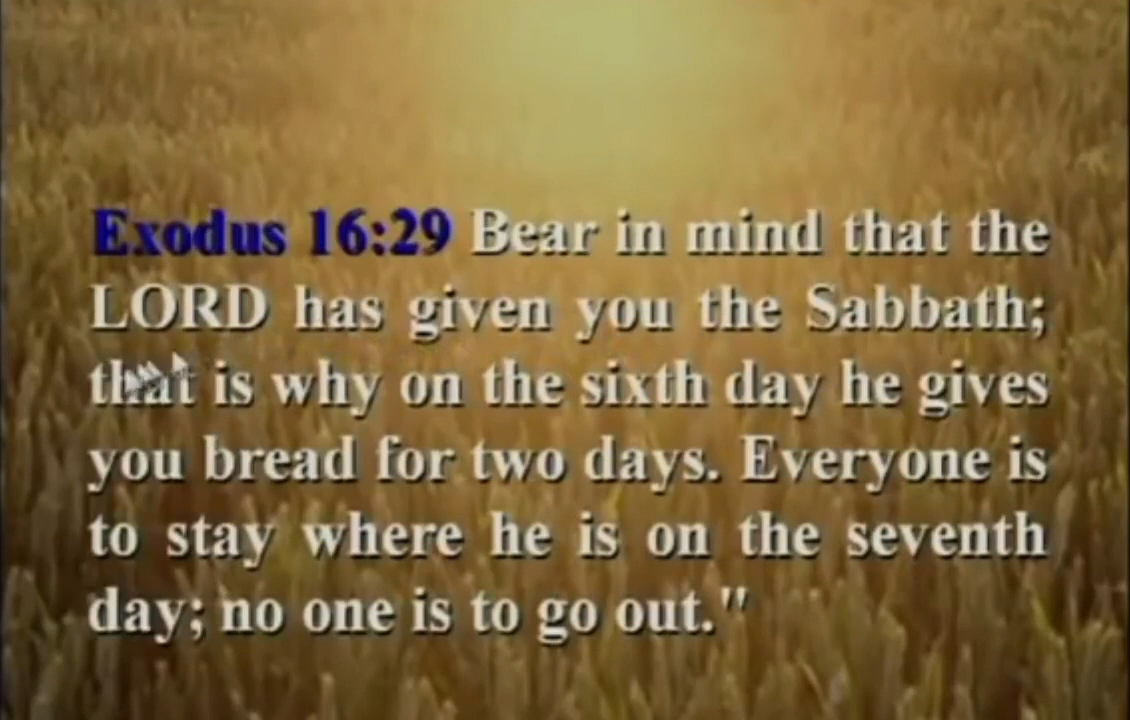 Exodus 16:29 Bear in mind that the
LORD has given you the Sabbath;
that is why on the sixth day he gives
you bread for two days. Everyone is
to stay where he is on the seventh
day; no one is to go out."